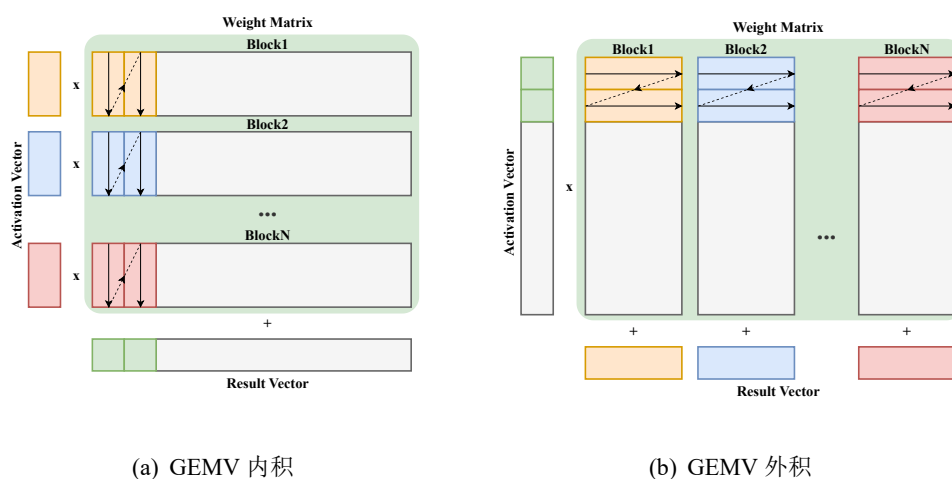 Weight Matrix
Block1
x
Block2
x
Activation Vector
...
BlockN
x
+
Result Vector
(a) GEMV 内积
Weight Matrix
Block1 Block2 BlockN
Activation Vector
x
...
+ + +
Result Vector
(b) GEMV 外积